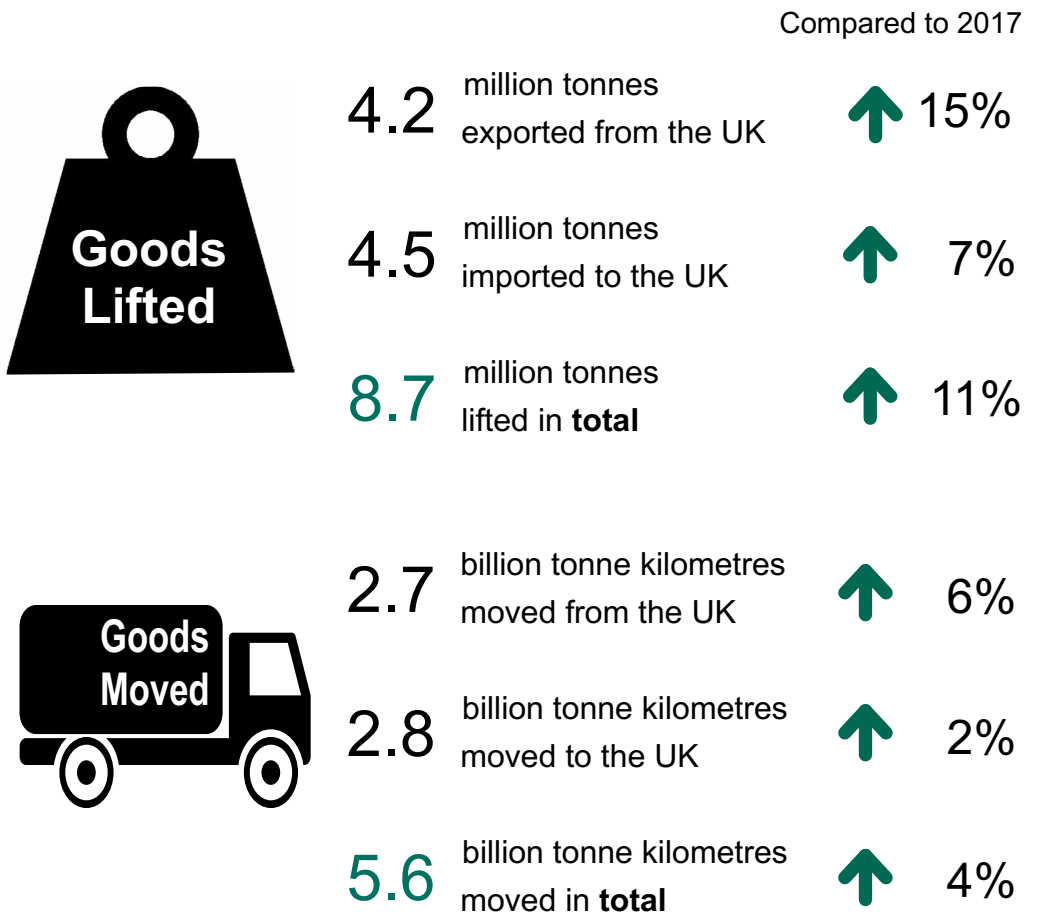 Compared to 2017
Goods
Lifted
4.2 million tonnes
exported from the UK
15%
4.5 million tonnes
imported to the UK
7%
8.7 million tonnes
lifted in total
11%
Goods
Moved
2.7 billion tonne kilometres
moved from the UK
6%
2.8 billion tonne kilometres
moved to the UK
2%
5.6 billion tonne kilometres
moved in total
4%